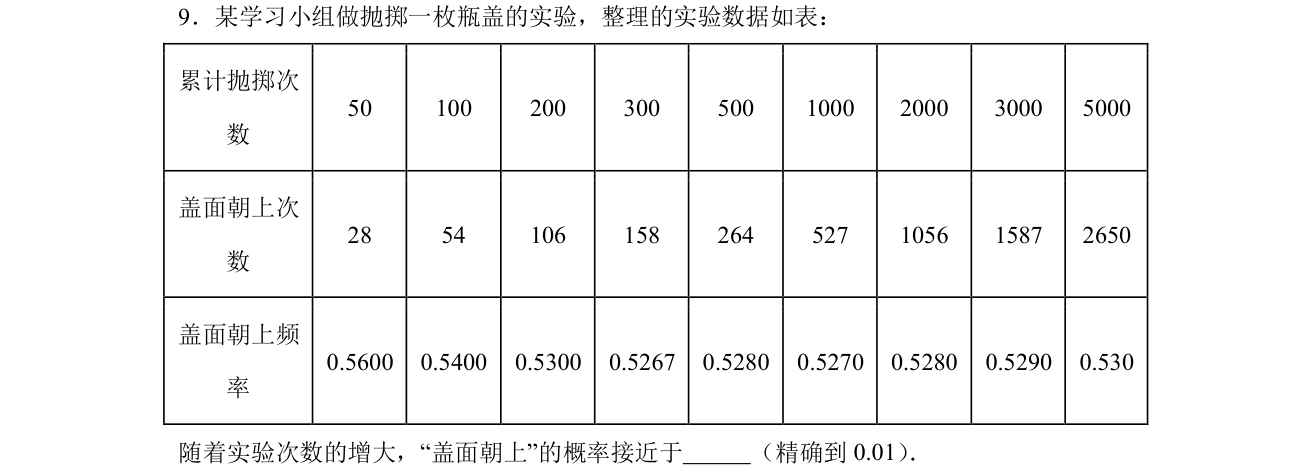 9．某学习小组做抛掷一枚瓶盖的实验，整理的实验数据如表：
累计抛掷次数 50 100 200 300 500 1000 2000 3000 5000
盖面朝上次数 28 54 106 158 264 527 1056 1587 2650
盖面朝上频率 0.5600 0.5400 0.5300 0.5267 0.5280 0.5270 0.5280 0.5290 0.530
随着实验次数的增大，“盖面朝上”的概率接近于______（精确到 0.01）．